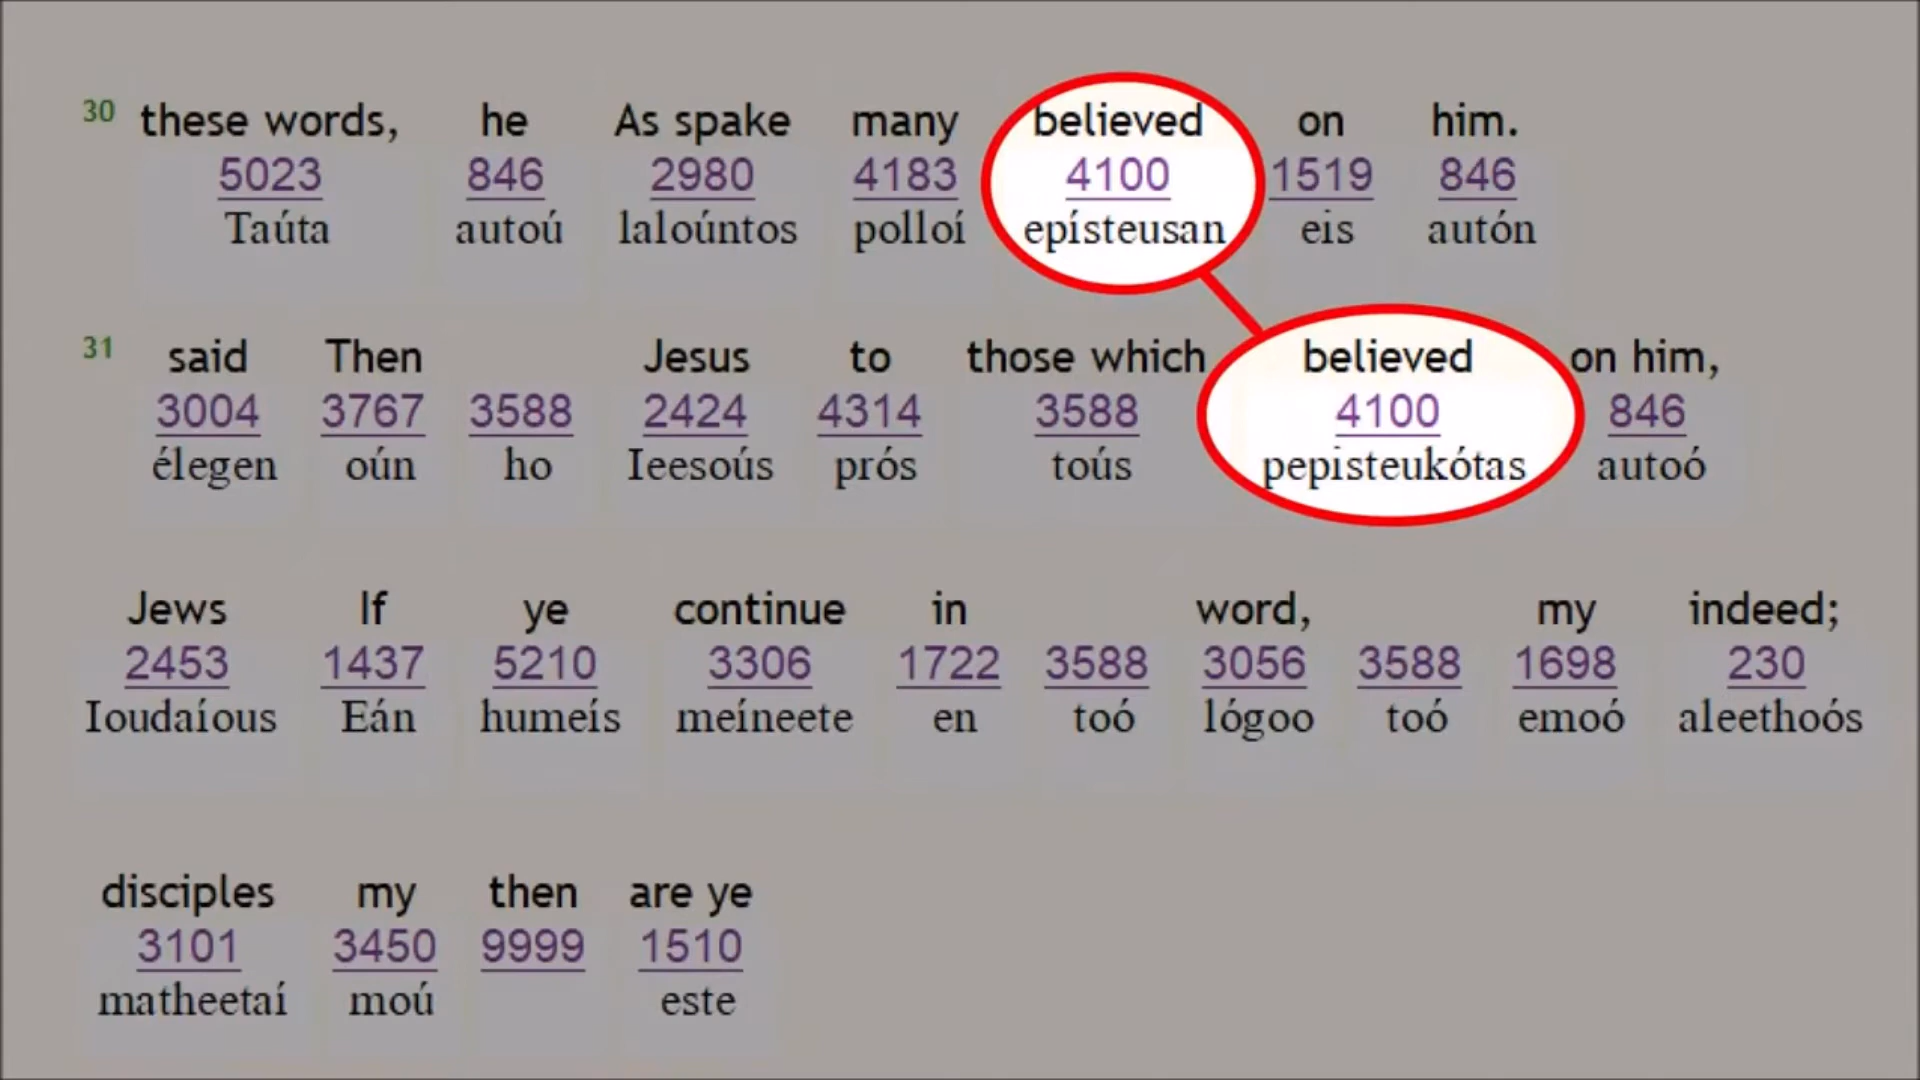 30 these words, he As spake many believed on him.
5023 846 2980 4183 4100 1519 846
Taúta autoú laloúntos polloí epísteusan eis autón
31 said Then Jesus to those which believed on him,
3004 3767 3588 2424 4314 3588 4100 846
élegen oún ho Ieesoús prós toús pepisteukótas autoó
Jews If ye continue in word, my indeed;
2453 1437 5210 3306 1722 3588 3056 3588 1698 230
Ioudaíous Eán humeís meíneete en toó lógoo toó emoó aleethoós
disciples my then are ye
3101 3450 9999 1510
matheetaí moú este